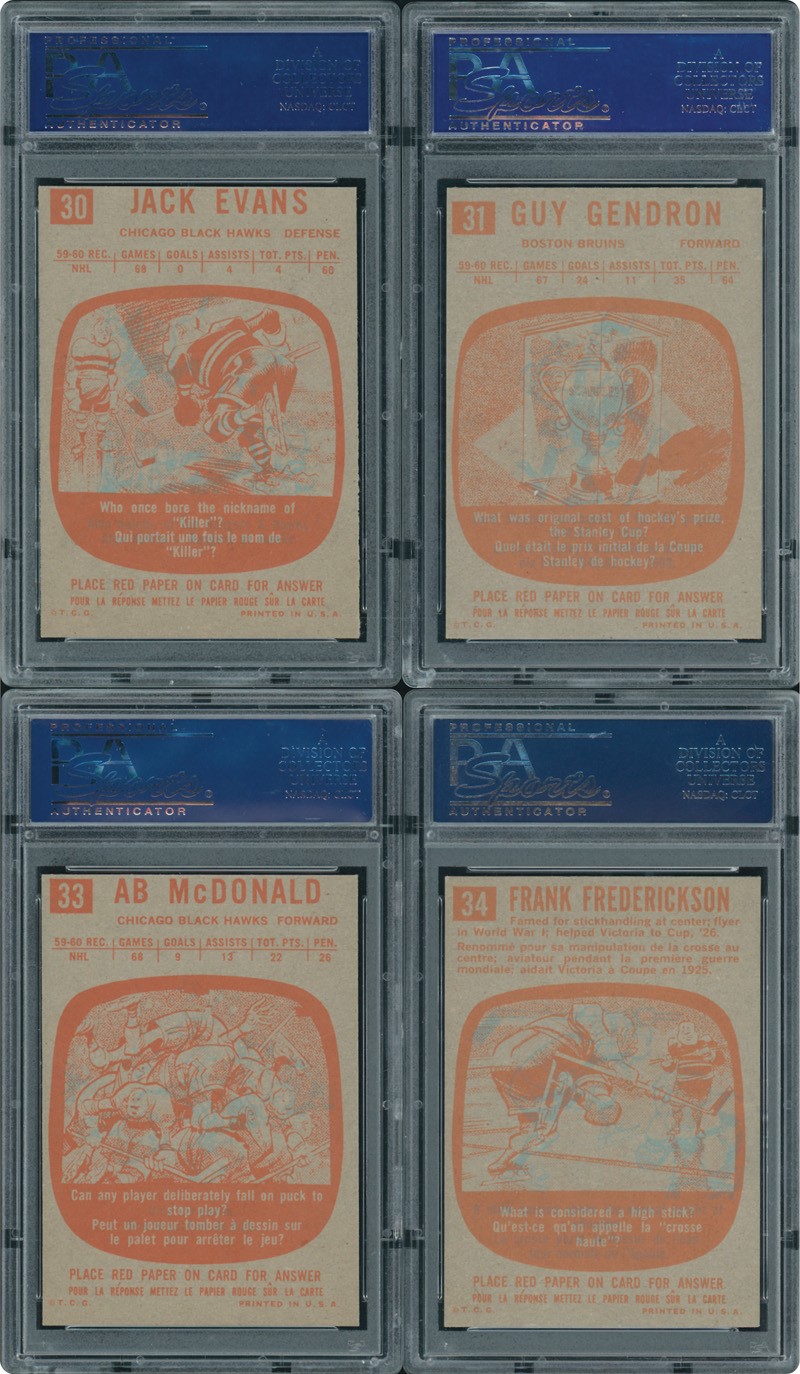 PROFESSIONAL
PSA
Sports
AUTHENTICATOR
A
DIVISION OF
COLLECTORS
UNIVERSE
NASDAQ: CLCT
30 JACK EVANS
CHICAGO BLACK HAWKS DEFENSE
59-60 REC. GAMES GOALS ASSISTS TOT. PTS. PEN.
NHL 68 0 4 4 60
Who once bore the nickname of
"Killer"?
Qui portait une fois le nom de
"Killer"?
PLACE RED PAPER ON CARD FOR ANSWER
POUR LA RÉPONSE METTEZ LE PAPIER ROUGE SUR LA CARTE
© T. C. G. PRINTED IN U. S. A.
PROFESSIONAL
PSA
Sports
AUTHENTICATOR
A
DIVISION OF
COLLECTORS
UNIVERSE
NASDAQ: CLCT
31 GUY GENDRON
BOSTON BRUINS FORWARD
59-60 REC. GAMES GOALS ASSISTS TOT. PTS. PEN.
NHL 67 24 11 35 64
What was original cost of hockey's prize,
the Stanley Cup?
Quel était le prix initial de la Coupe
Stanley de hockey?
PLACE RED PAPER ON CARD FOR ANSWER
POUR LA RÉPONSE METTEZ LE PAPIER ROUGE SUR LA CARTE
© T. C. G. PRINTED IN U. S. A.
PROFESSIONAL
PSA
Sports
AUTHENTICATOR
A
DIVISION OF
COLLECTORS
UNIVERSE
NASDAQ: CLCT
33 AB McDONALD
CHICAGO BLACK HAWKS FORWARD
59-60 REC. GAMES GOALS ASSISTS TOT. PTS. PEN.
NHL 68 9 13 22 26
Can any player deliberately fall on puck to
stop play?
Peut un joueur tomber à dessin sur
le palet pour arrêter le jeu?
PLACE RED PAPER ON CARD FOR ANSWER
POUR LA RÉPONSE METTEZ LE PAPIER ROUGE SUR LA CARTE
© T. C. G. PRINTED IN U. S. A
PROFESSIONAL
PSA
Sports
AUTHENTICATOR
A
DIVISION OF
COLLECTORS
UNIVERSE
NASDAQ: CLCT
34 FRANK FREDERICKSON
Famed for stickhandling at center; flyer
in World War I; helped Victoria to Cup, '26.
Renomme pour sa manipulation de la crosse au
centre; aviateur pendant la première guerre
mondiale; aidait Victoria à Coupe en 1925.
What is considered a high stick?
Qu'est-ce qu'on appelle la "crosse
haute"?
PLACE RED PAPER ON CARD FOR ANSWER
POUR LA RÉPONSE METTEZ LE PAPIER ROUGE SUR LA CARTE
© T. C. G. PRINTED IN U. S. A.